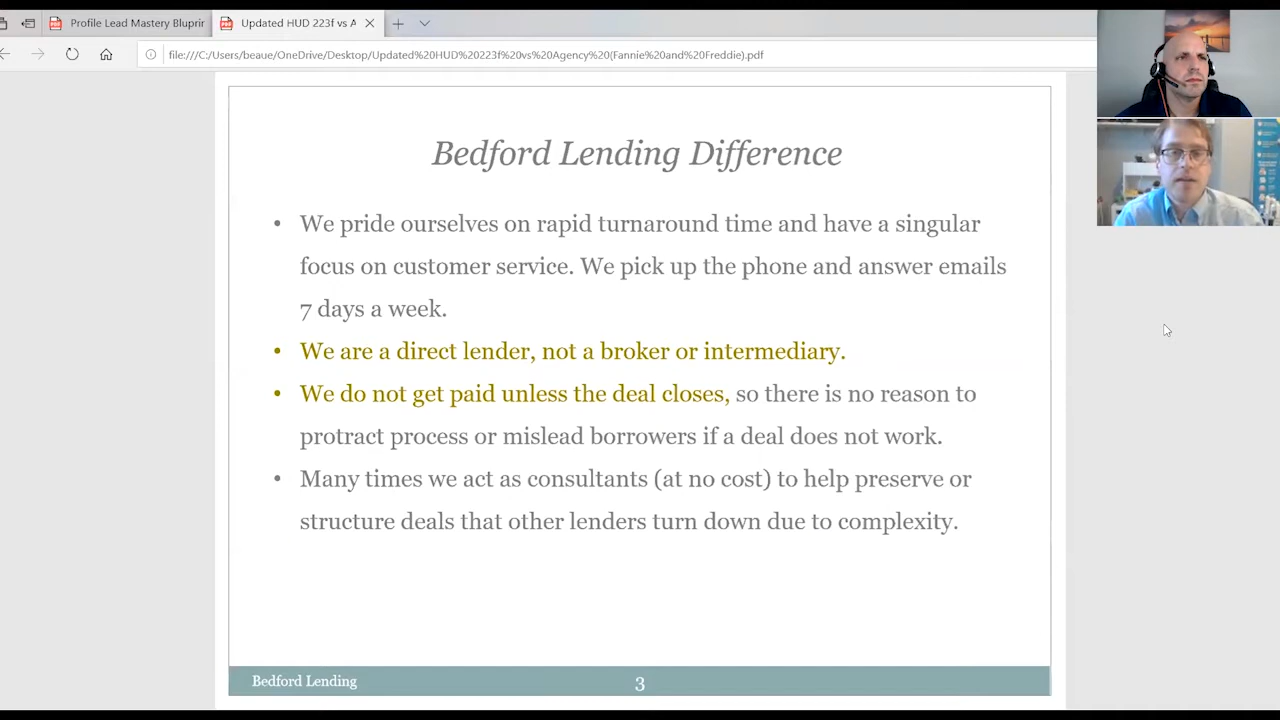 Profile Lead Mastery Bluprir
Updated HUD 223f vs A
file:///C:/Users/beaue/OneDrive/Desktop/Updated%20HUD%20223f%20vs%20Agency%20(Fannie%20and%20Freddie).pdf
Bedford Lending Difference
• We pride ourselves on rapid turnaround time and have a singular
focus on customer service. We pick up the phone and answer emails
7 days a week.
• We are a direct lender, not a broker or intermediary.
• We do not get paid unless the deal closes, so there is no reason to
protract process or mislead borrowers if a deal does not work.
• Many times we act as consultants (at no cost) to help preserve or
structure deals that other lenders turn down due to complexity.
Bedford Lending
3